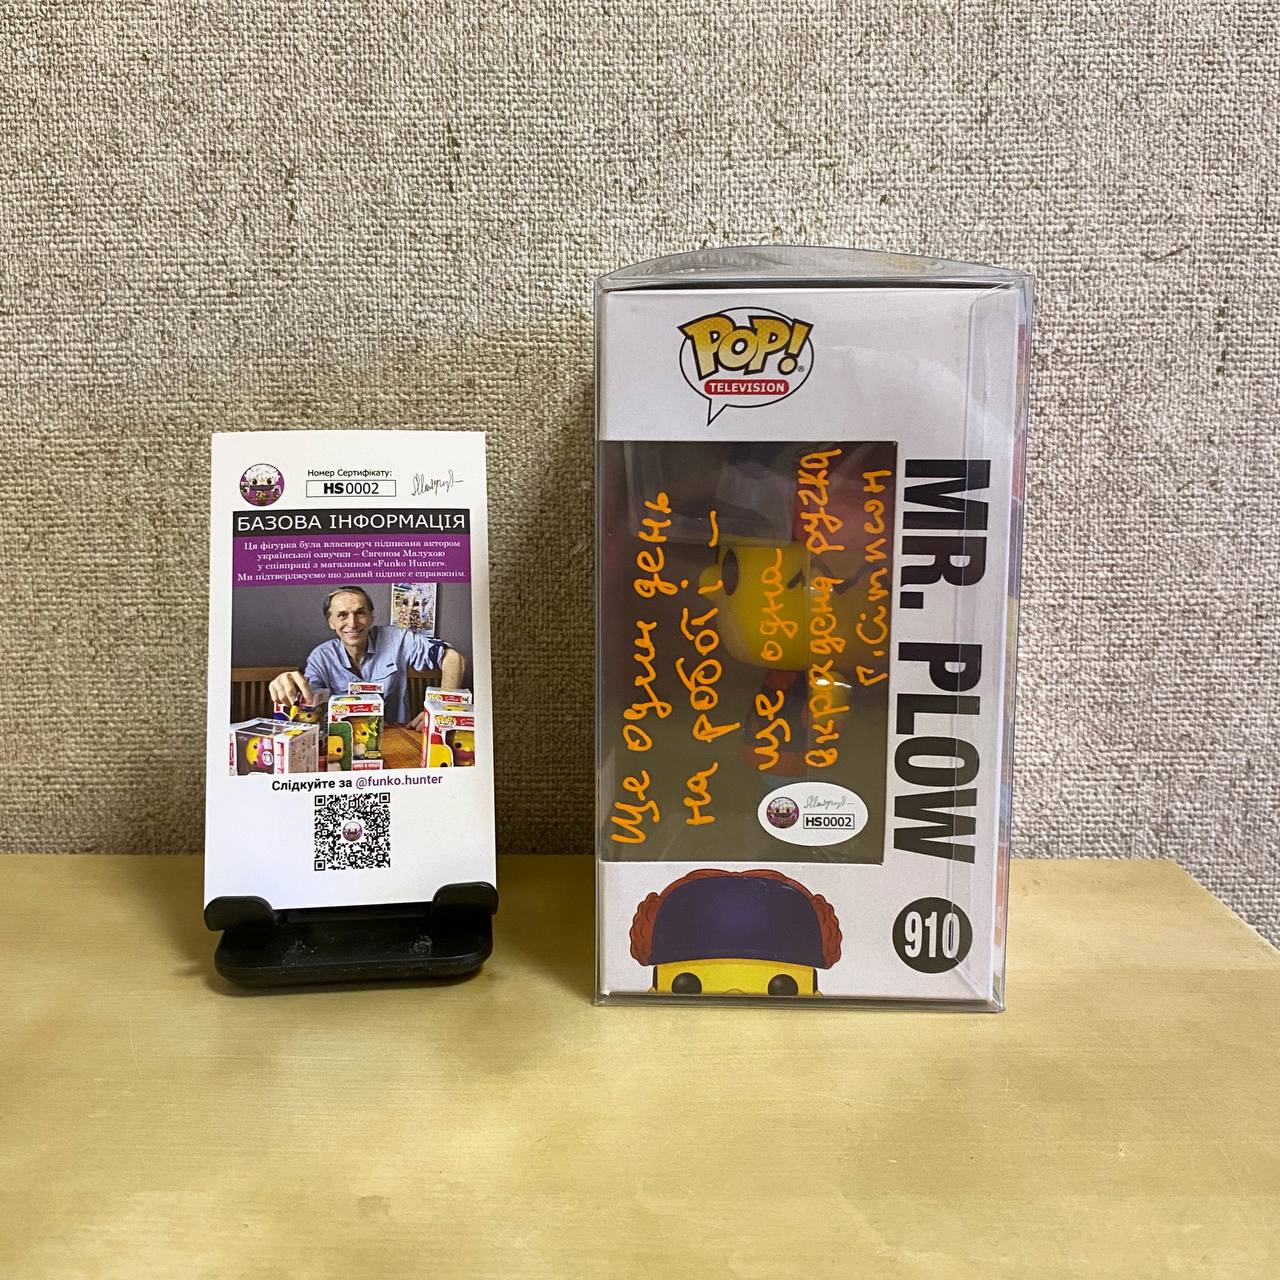 Номер Сертифікату:
HS0002
БАЗОВА ІНФОРМАЦІЯ
Ця фігурка була власноруч підписана актором
української озвучки – Євгеном Малухою
у співпраці з магазином «Funko Hunter».
Ми підтверджуємо що даний підпис є справжнім.
Слідкуйте за @funko.hunter
POP!
TELEVISION
Ще один день
на роботі –
ще одна
вкрадена ручка
Г. Сімпсон
HS0002
MR. PLOW
910